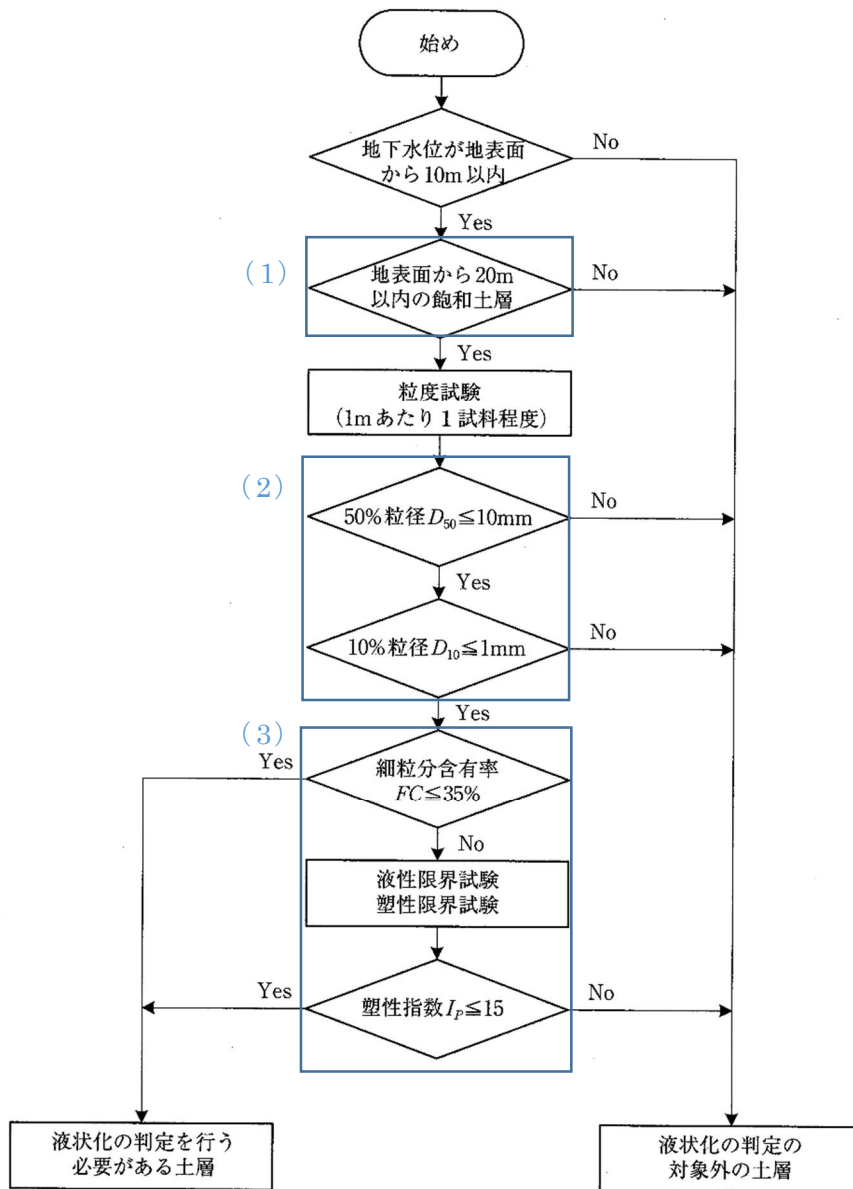 始め
地下水位が地表面
から10m以内
No
Yes
(1)
地表面から20m
以内の飽和土層
No
Yes
粒度試験
(1mあたり1試料程度)
(2)
50%粒径D50≦10mm
No
Yes
10%粒径D10≦1mm
No
Yes
(3)
Yes
細粒分含有率
FC≦35%
No
液性限界試験
塑性限界試験
Yes
塑性指数IP≦15
No
液状化の判定を行う
必要がある土層
液状化の判定の
対象外の土層